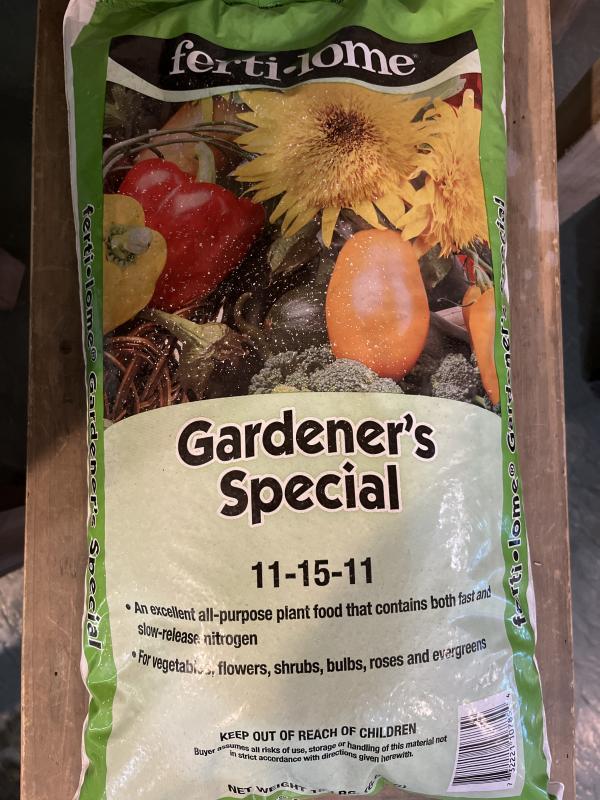 ferti•lome®
Gardener's
Special
11-15-11
• An excellent all-purpose plant food that contains both fast and
slow-release nitrogen
• For vegetables, flowers, shrubs, bulbs, roses and evergreens
KEEP OUT OF REACH OF CHILDREN
Buyer assumes all risks of use, storage or handling of this material not
in strict accordance with directions given herewith.
NET WEIGHT LBS.
ferti•lome® Gardener's Special
ferti•lome® Gardener's Special